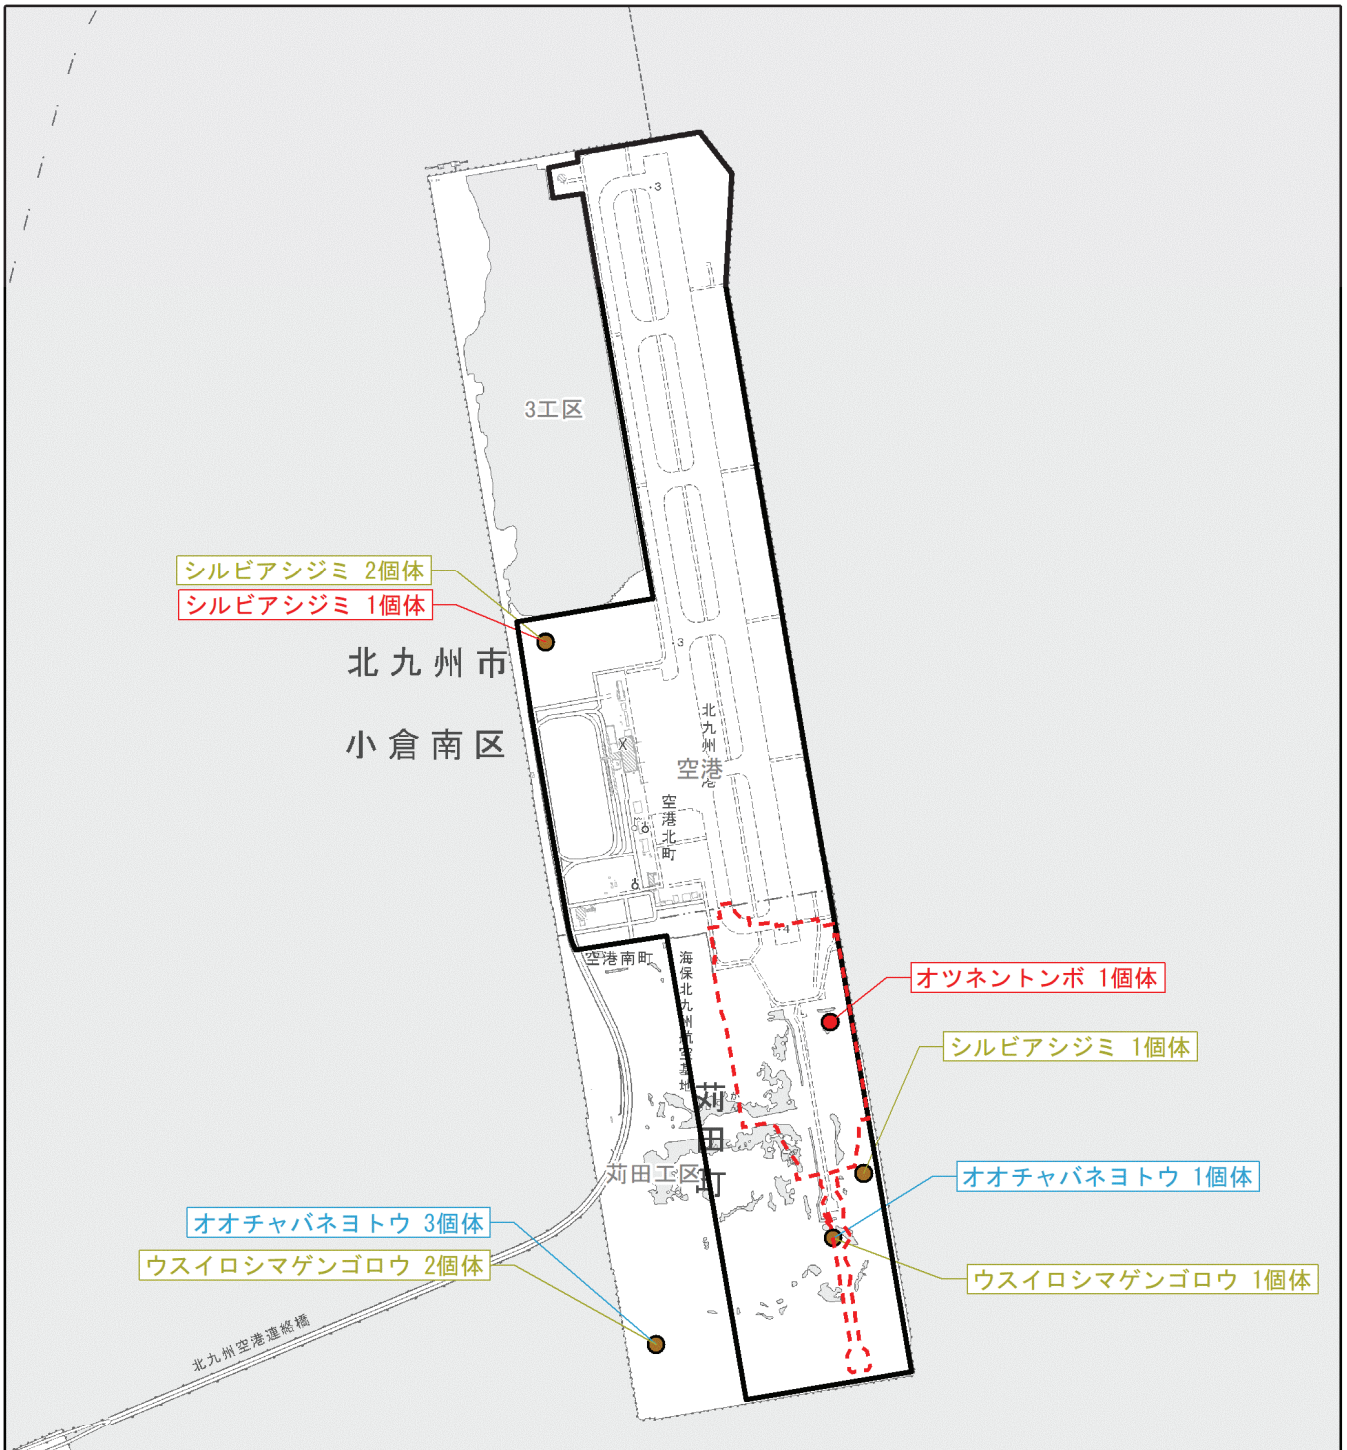 ・3
3工区
シルビアシジミ 2個体
シルビアシジミ 1個体
北九州市
小倉南区
・3
北九州空港
空港
空港北町
・4
空港南町
海保北九州航空基地
オツネントンボ 1個体
シルビアシジミ 1個体
苅田町
苅田工区
オオチャバネヨトウ 1個体
オオチャバネヨトウ 3個体
ウスイロシマゲンゴロウ 2個体
ウスイロシマゲンゴロウ 1個体
北九州空港連絡橋